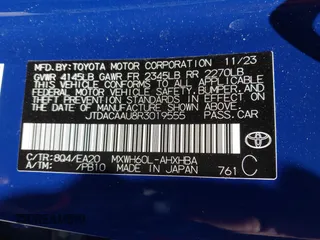 MFD.BY:TOYOTA MOTOR CORPORATION 11/23
GVWR 4145LB GAWR FR 2345LB RR 2270LB
THIS VEHICLE CONFORMS TO ALL APPLICABLE
FEDERAL MOTOR VEHICLE SAFETY, BUMPER, AND
THEFT PREVENTION STANDARDS IN EFFECT ON
THE DATE OF MANUFACTURE SHOWN ABOVE.
JTDACAAU8R3019555 PASS.CAR
TOYOTA
C/TR:8Q4/EA20 MXWH60L-AHXHBA
A/TM: /PB10 MADE IN JAPAN 761 C